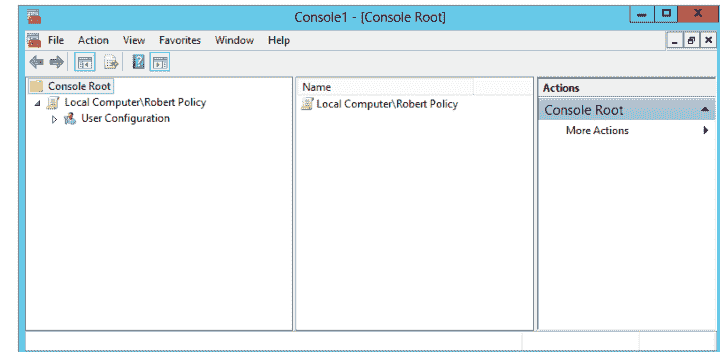 Console1 - [Console Root]
File Action View Favorites Window Help
Console Root
Local Computer\Robert Policy
User Configuration
Name
Local Computer\Robert Policy
Actions
Console Root
More Actions